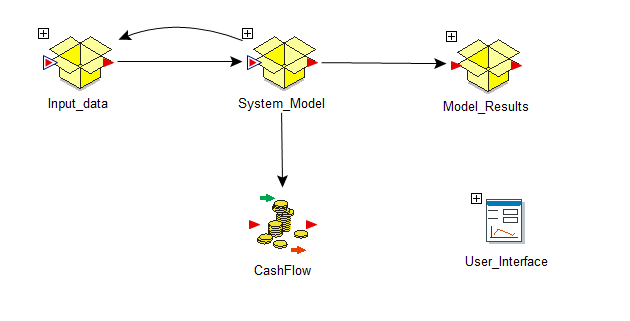 Input_data
System_Model
Model_Results
CashFlow
User_Interface